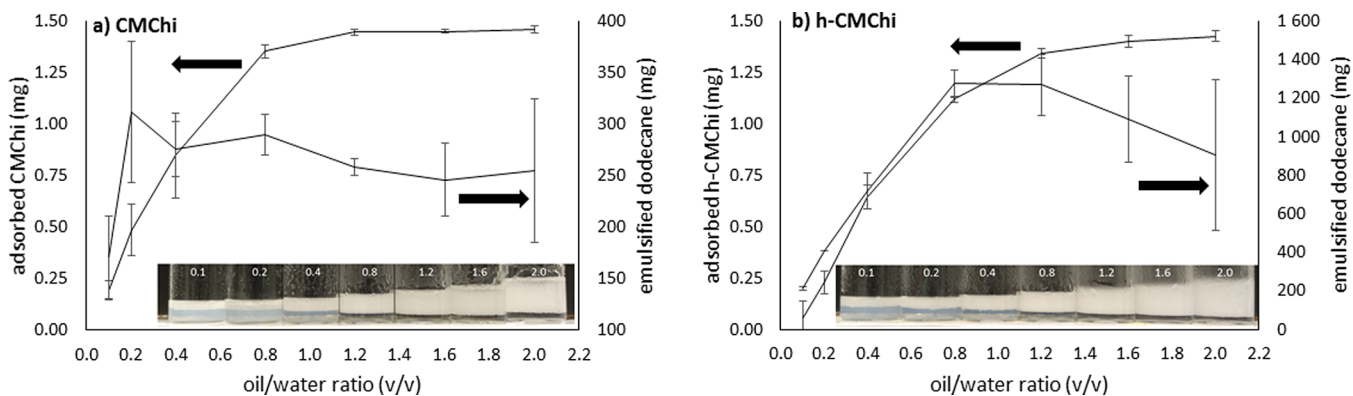 a) CMChi
adsorbed CMChi (mg)
1.50
1.25
1.00
0.75
0.50
0.25
0.00
400
350
300
250
200
150
100
emulsified dodecane (mg)
0.1 0.2 0.4 0.8 1.2 1.6 2.0
0.0 0.2 0.4 0.6 0.8 1.0 1.2 1.4 1.6 1.8 2.0 2.2
oil/water ratio (v/v)
b) h-CMChi
adsorbed h-CMChi (mg)
1.50
1.25
1.00
0.75
0.50
0.25
0.00
1 600
1 400
1 200
1 000
800
600
400
200
0
emulsified dodecane (mg)
0.1 0.2 0.4 0.8 1.2 1.6 2.0
0.0 0.2 0.4 0.6 0.8 1.0 1.2 1.4 1.6 1.8 2.0 2.2
oil/water ratio (v/v)